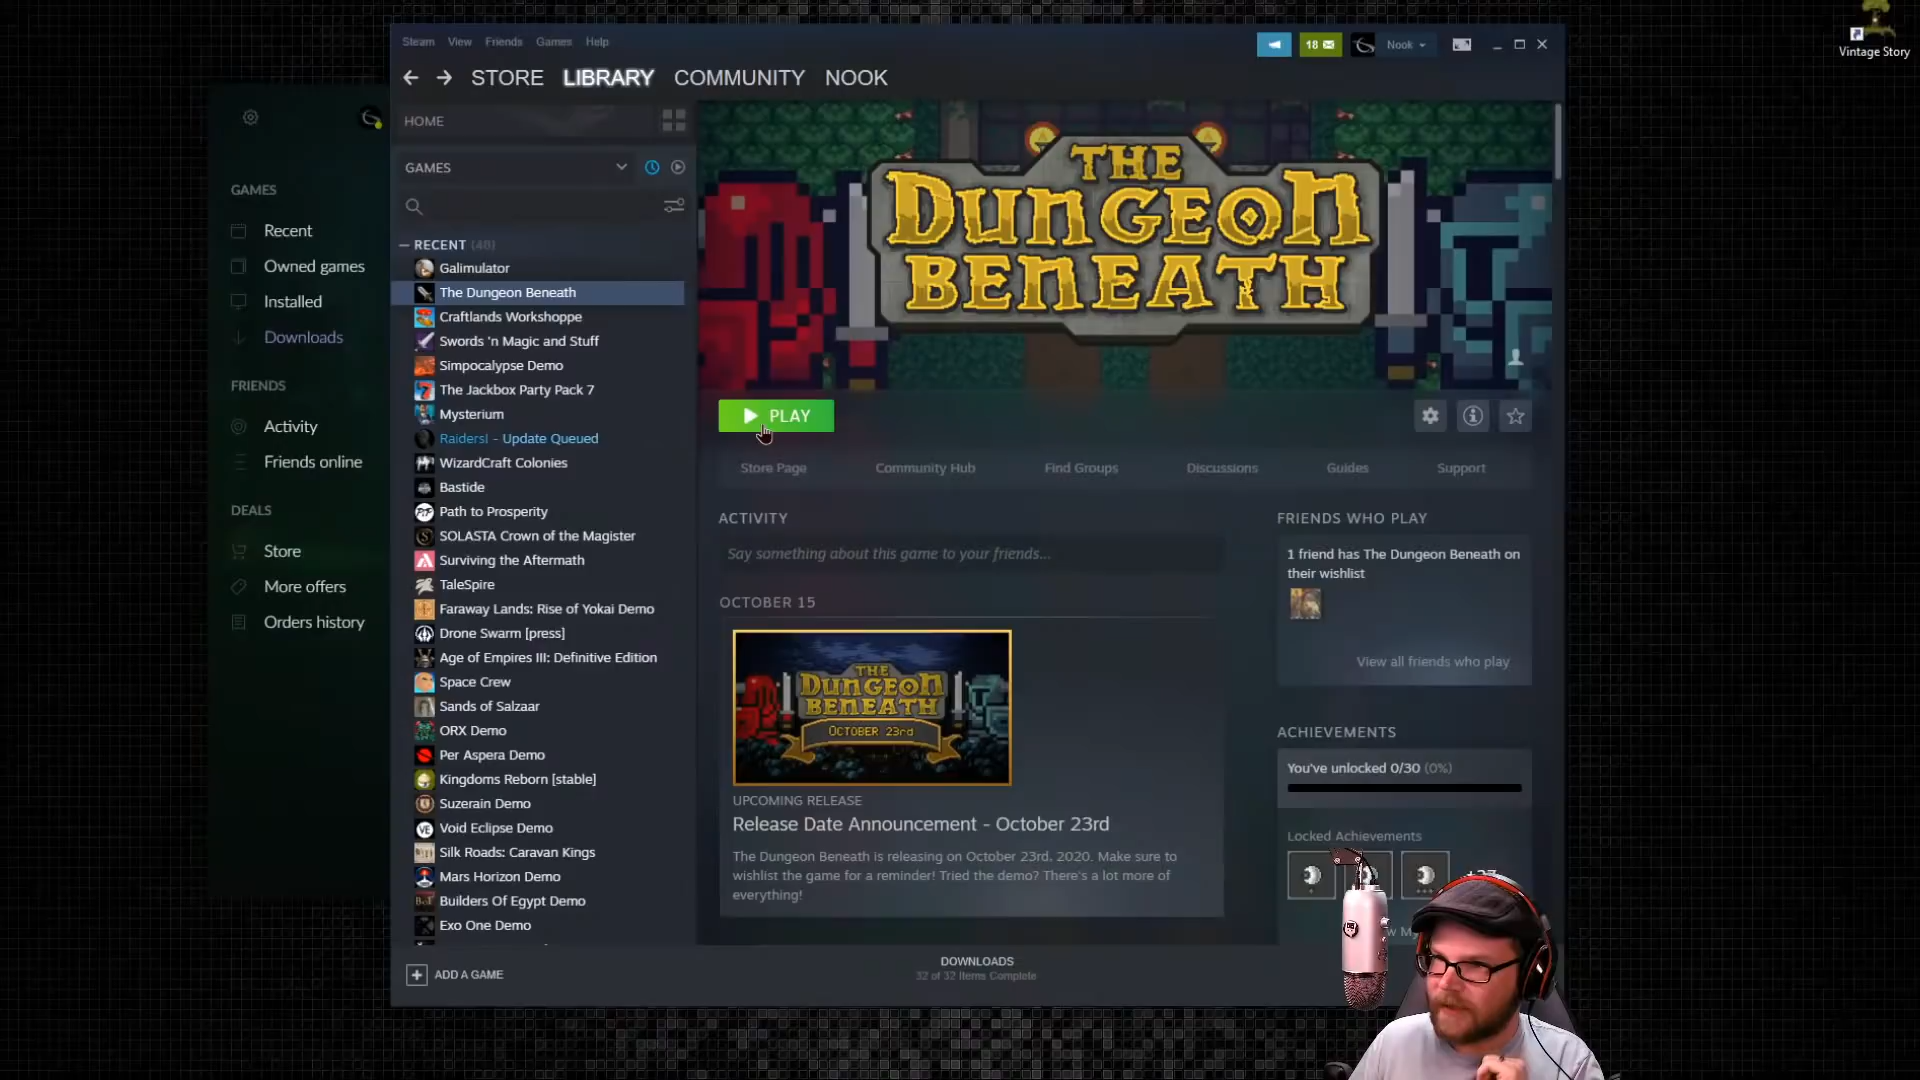 Steam View Friends Games Help
18
Nook
STORE LIBRARY COMMUNITY NOOK
Vintage Story
HOME
GAMES
RECENT (48)
Galimulator
The Dungeon Beneath
Craftlands Workshoppe
Swords 'n Magic and Stuff
Simpocalypse Demo
The Jackbox Party Pack 7
Mysterium
Raiders! - Update Queued
WizardCraft Colonies
Bastide
Path to Prosperity
SOLASTA Crown of the Magister
Surviving the Aftermath
TaleSpire
Faraway Lands: Rise of Yokai Demo
Drone Swarm [press]
Age of Empires III: Definitive Edition
Space Crew
Sands of Salzaar
ORX Demo
Per Aspera Demo
Kingdoms Reborn [stable]
Suzerain Demo
Void Eclipse Demo
Silk Roads: Caravan Kings
Mars Horizon Demo
Builders Of Egypt Demo
Exo One Demo
ADD A GAME
GAMES
Recent
Owned games
Installed
Downloads
FRIENDS
Activity
Friends online
DEALS
Store
More offers
Orders history
THE
DUNGEON
BENEATH
PLAY
Store Page Community Hub Find Groups Discussions Guides Support
ACTIVITY
Say something about this game to your friends...
OCTOBER 15
THE
DUNGEON
BENEATH
OCTOBER 23rd
UPCOMING RELEASE
Release Date Announcement - October 23rd
The Dungeon Beneath is releasing on October 23rd, 2020. Make sure to
wishlist the game for a reminder! Tried the demo? There's a lot more of
everything!
FRIENDS WHO PLAY
1 friend has The Dungeon Beneath on
their wishlist
View all friends who play
ACHIEVEMENTS
You've unlocked 0/30 (0%)
Locked Achievements
DOWNLOADS
32 of 32 Items Complete